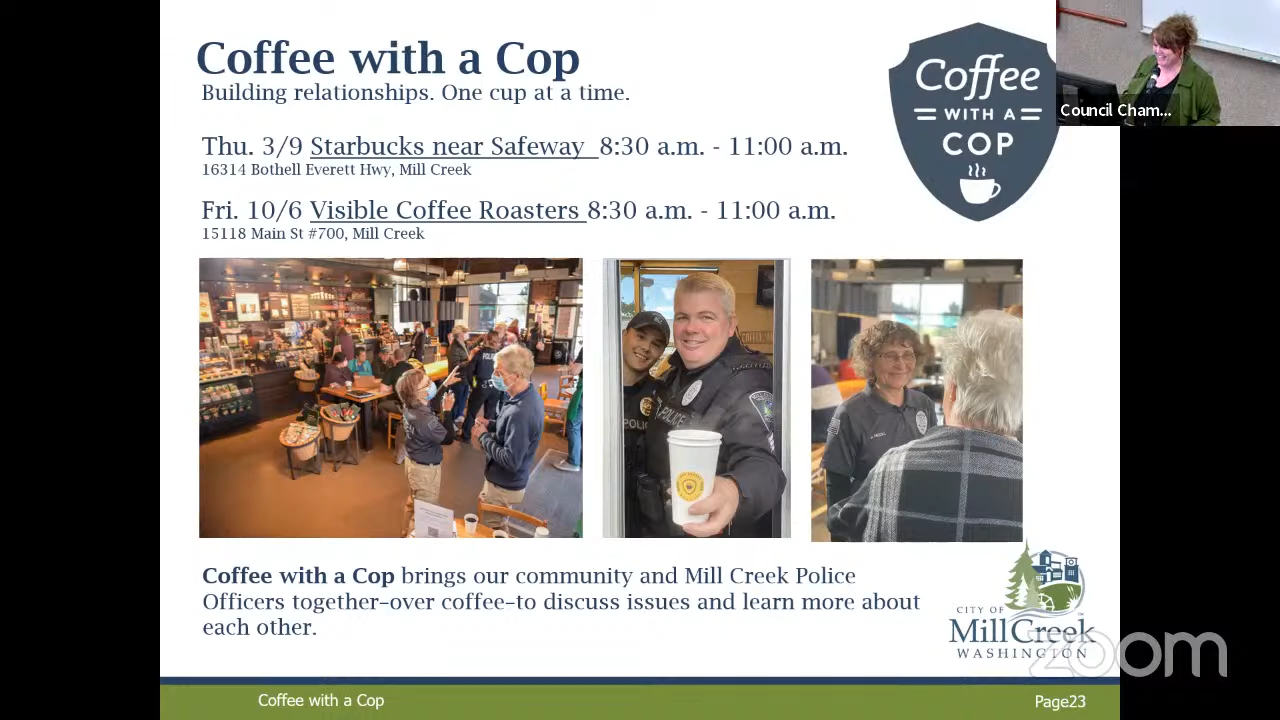 Coffee with a Cop
Building relationships. One cup at a time.
Thu. 3/9 Starbucks near Safeway 8:30 a.m. - 11:00 a.m.
16314 Bothell Everett Hwy, Mill Creek
Fri. 10/6 Visible Coffee Roasters 8:30 a.m. - 11:00 a.m.
15118 Main St #700, Mill Creek
Coffee
WITH A
COP
Council Cham...
POLICE
POLICE
Coffee with a Cop brings our community and Mill Creek Police
Officers together–over coffee–to discuss issues and learn more about
each other.
CITY OF
Mill Creek
WASHINGTON
zoom
Coffee with a Cop
Page23